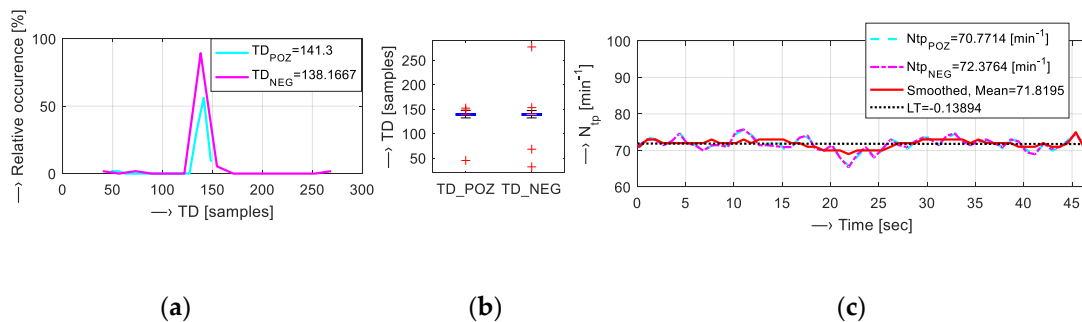 (a)
—› Relative occurence [%]
100
50
0
0 50 100 150 200 250 300
—› TD [samples]
TD_POZ=141.3
TD_NEG=138.1667
(b)
—› TD [samples]
250
200
150
100
50
TD_POZ TD_NEG
(c)
—› N_tp [min⁻¹]
100
90
80
70
60
0 5 10 15 20 25 30 35 40 45
—› Time [sec]
Ntp_POZ=70.7714 [min⁻¹]
Ntp_NEG=72.3764 [min⁻¹]
Smoothed, Mean=71.8195
LT=-0.13894
(a) (b) (c)